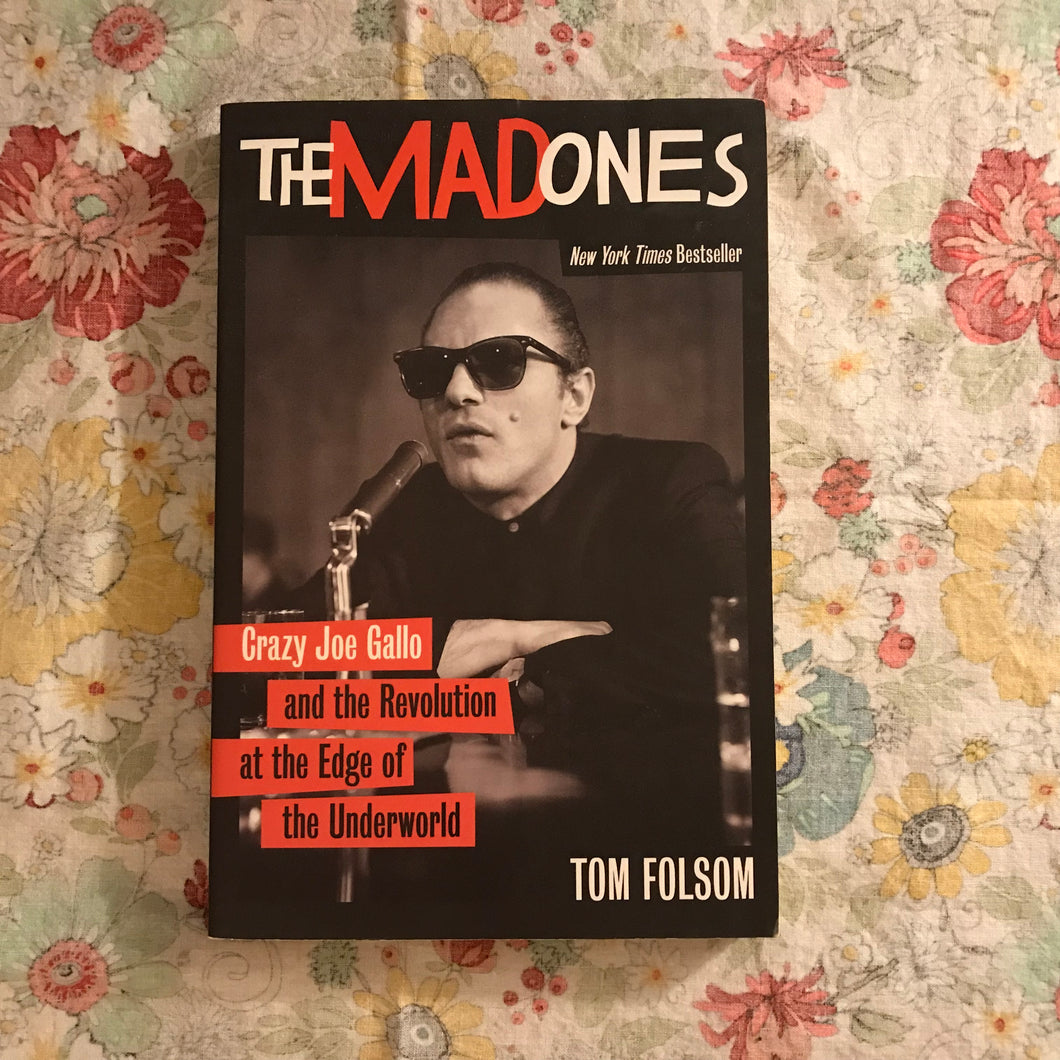 THE MAD ONES
New York Times Bestseller
Crazy Joe Gallo
and the Revolution
at the Edge of
the Underworld
TOM FOLSOM